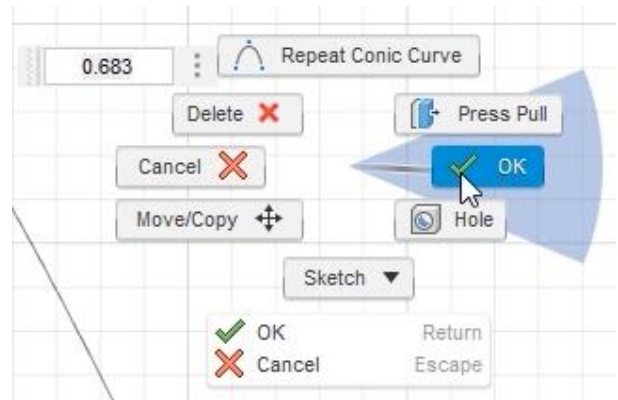 0.683
Repeat Conic Curve
Delete
Press Pull
Cancel
OK
Move/Copy
Hole
Sketch
OK Return
Cancel Escape